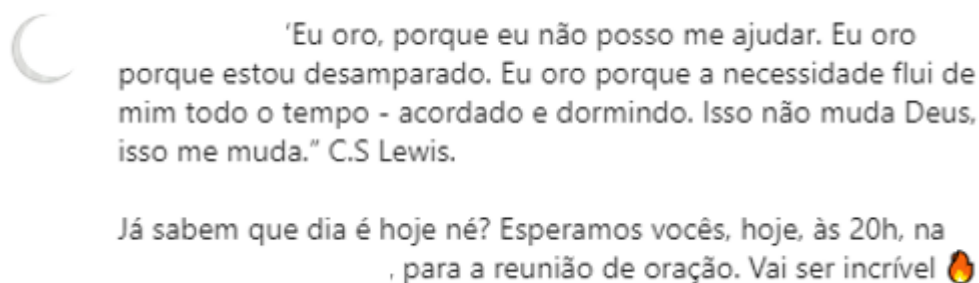 'Eu oro, porque eu não posso me ajudar. Eu oro
porque estou desamparado. Eu oro porque a necessidade flui de
mim todo o tempo - acordado e dormindo. Isso não muda Deus,
isso me muda.” C.S Lewis.
Já sabem que dia é hoje né? Esperamos vocês, hoje, às 20h, na
, para a reunião de oração. Vai ser incrível 🔥